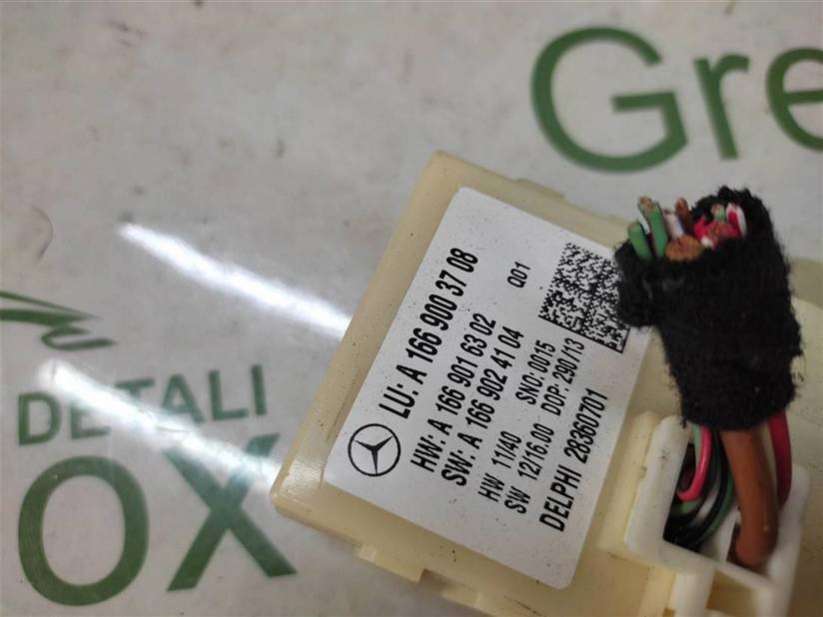 Gre
DETALI
OX
LU: A 166 900 37 08
HW: A 166 901 63 02
SW: A 166 902 41 04
Q01
HW 11/40
SNO: 0015
SW 12/16.00 DOP: 290/13
DELPHI 28360701